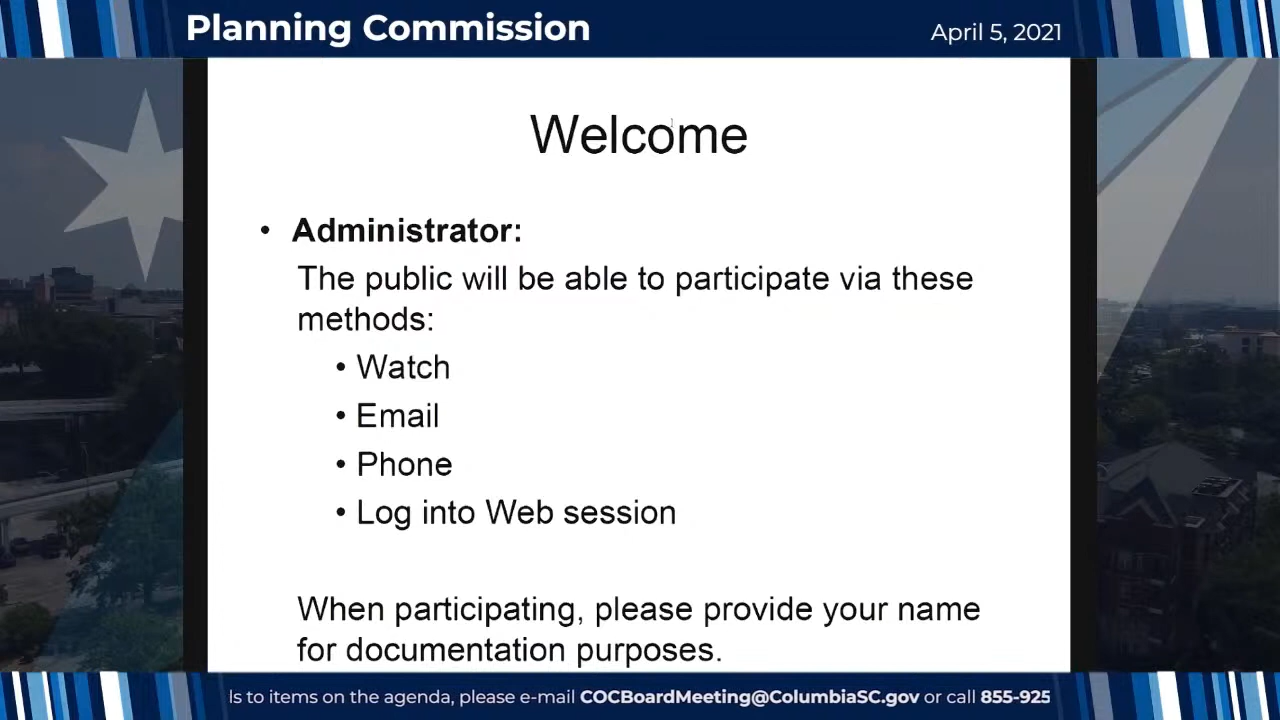 Planning Commission
April 5, 2021
Welcome
• Administrator:
The public will be able to participate via these
methods:
• Watch
• Email
• Phone
• Log into Web session
When participating, please provide your name
for documentation purposes.
ls to items on the agenda, please e-mail COCBoardMeeting@ColumbiaSC.gov or call 855-925